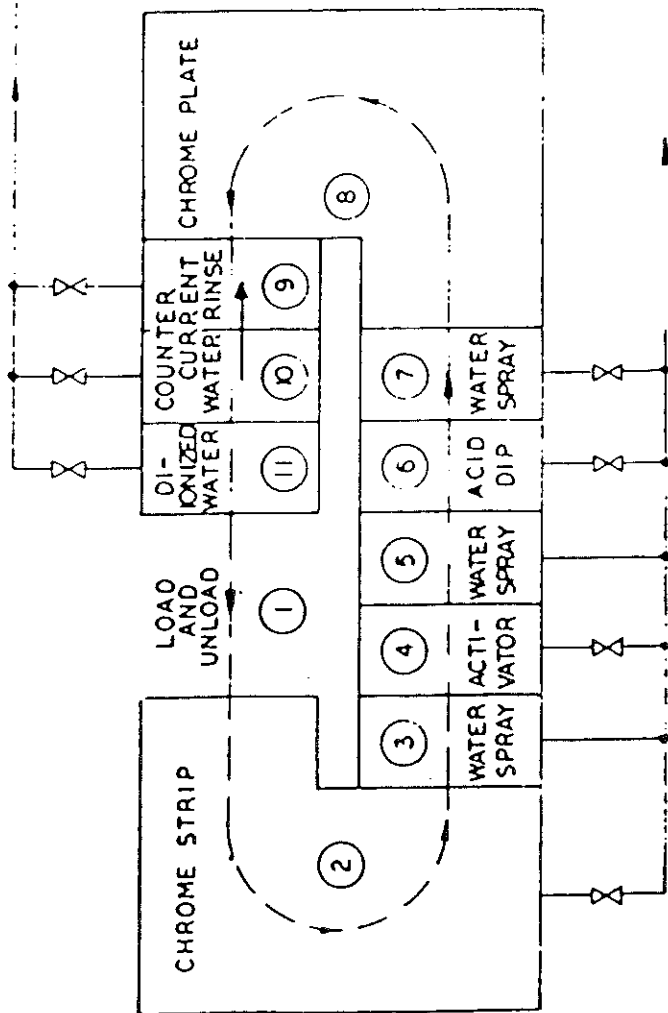 CHROME STRIP
2
LOAD
AND
UNLOAD
1
DI-
IONIZED
WATER
11
COUNTER
CURRENT
WATER RINSE
10
9
CHROME PLATE
8
3
WATER
SPRAY
4
ACTI-
VATOR
5
WATER
SPRAY
6
ACID
DIP
7
WATER
SPRAY